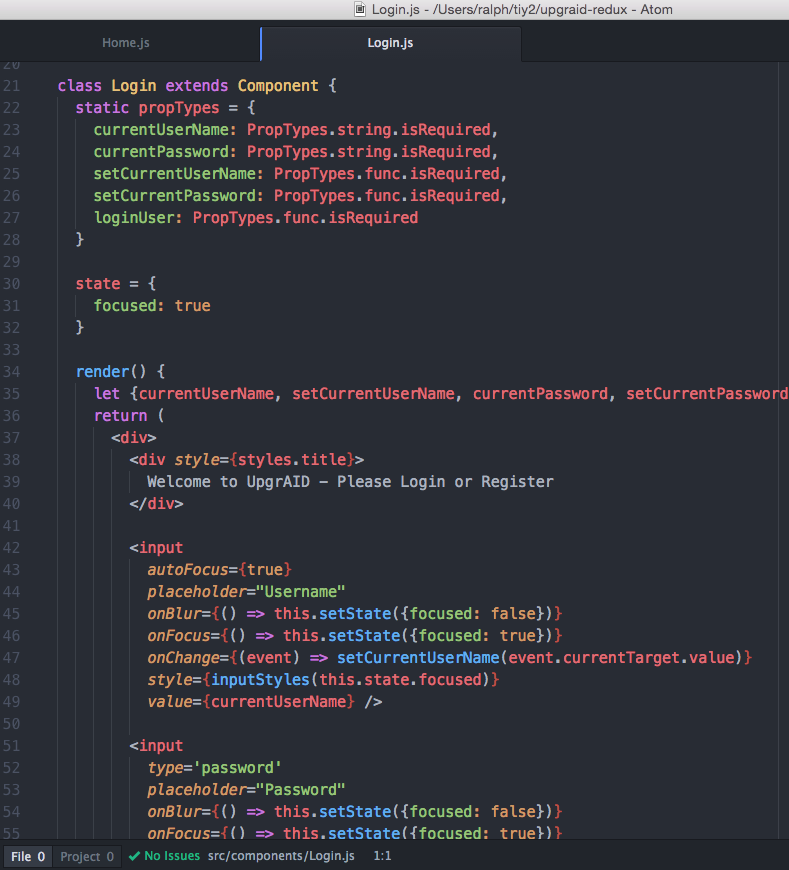 Login.js - /Users/ralph/tiy2/upgraid-redux - Atom
Home.js Login.js
20
21 class Login extends Component {
22 static propTypes = {
23 currentUserName: PropTypes.string.isRequired,
24 currentPassword: PropTypes.string.isRequired,
25 setCurrentUserName: PropTypes.func.isRequired,
26 setCurrentPassword: PropTypes.func.isRequired,
27 loginUser: PropTypes.func.isRequired
28 }
29
30 state = {
31 focused: true
32 }
33
34 render() {
35 let {currentUserName, setCurrentUserName, currentPassword, setCurrentPassword
36 return (
37 <div>
38 <div style={styles.title}>
39 Welcome to UpgrAID - Please Login or Register
40 </div>
41
42 <input
43 autoFocus={true}
44 placeholder="Username"
45 onBlur={() => this.setState({focused: false})}
46 onFocus={() => this.setState({focused: true})}
47 onChange={(event) => setCurrentUserName(event.currentTarget.value)}
48 style={inputStyles(this.state.focused)}
49 value={currentUserName} />
50
51 <input
52 type='password'
53 placeholder="Password"
54 onBlur={() => this.setState({focused: false})}
55 onFocus={() => this.setState({focused: true})}
File 0 Project 0 No Issues src/components/Login.js 1:1